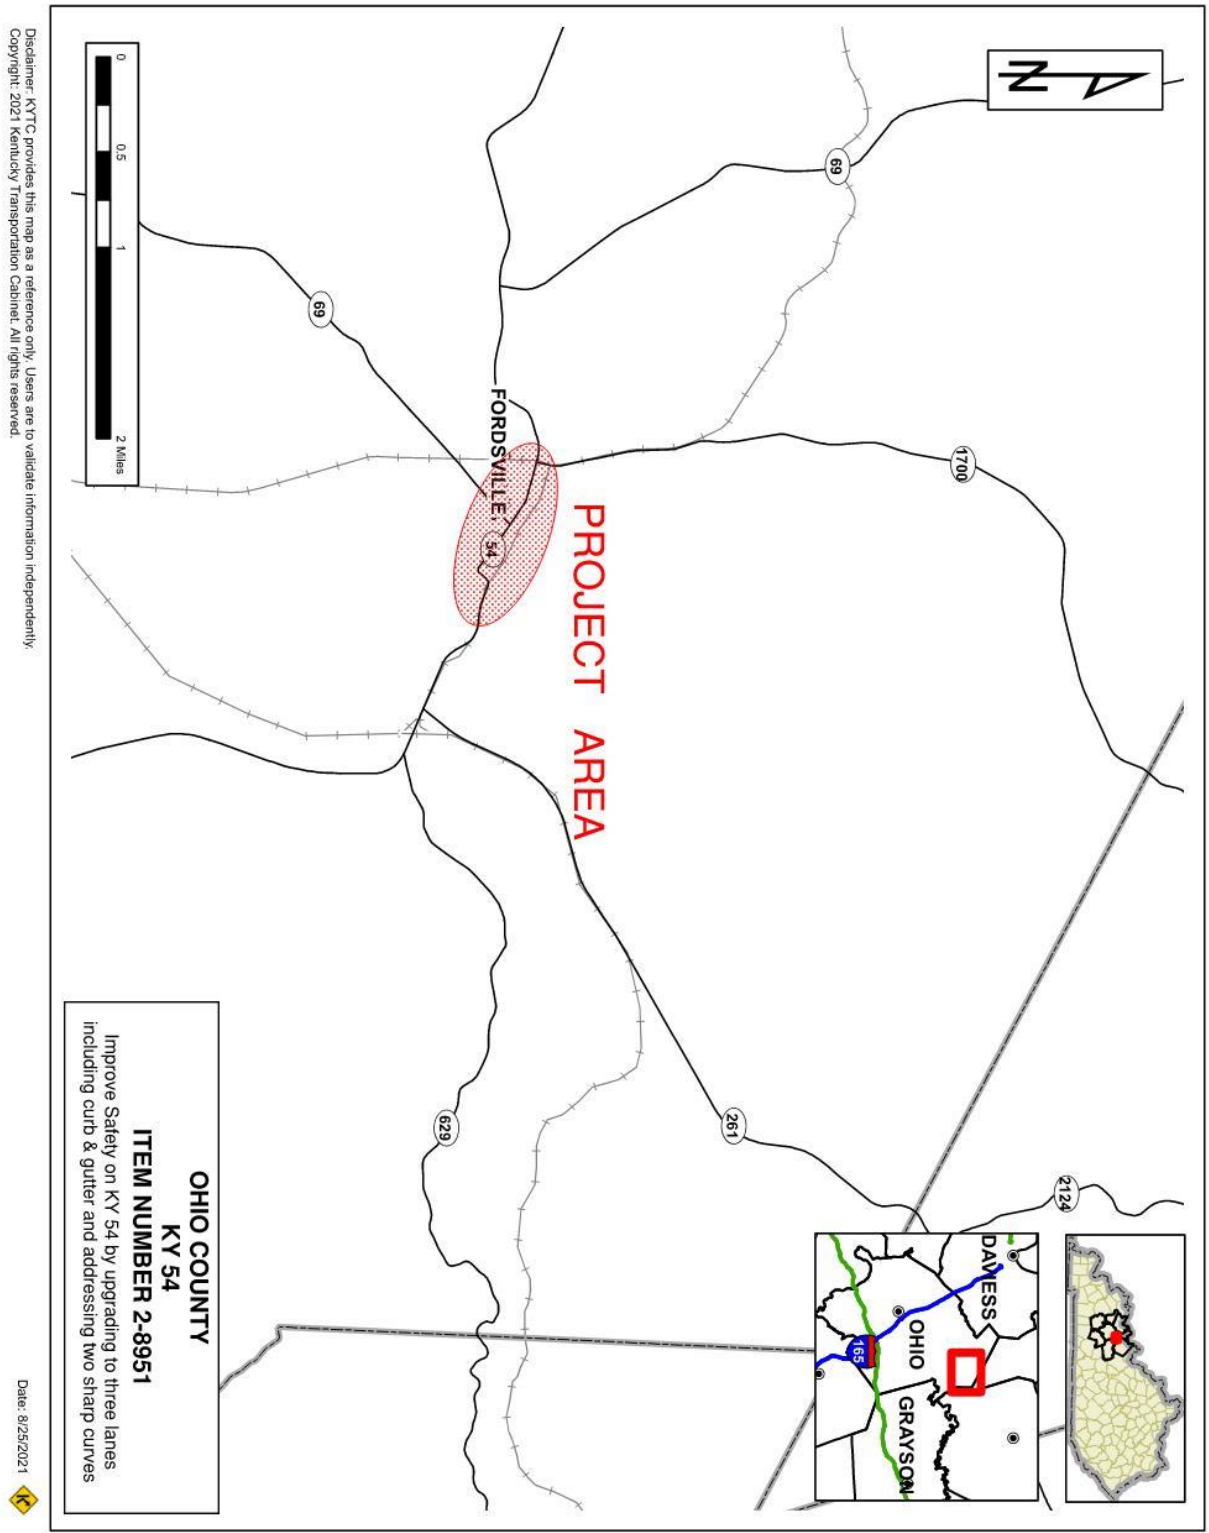 N
69
1700
2124
261
PROJECT AREA
FORDSVILLE
54
69
629
DAVIESS
OHIO
165
GRAYSON
0 0.5 1 2 Miles
OHIO COUNTY
KY 54
ITEM NUMBER 2-8951
Improve Safety on KY 54 by upgrading to three lanes
including curb & gutter and addressing two sharp curves
Disclaimer: KYTC provides this map as a reference only. Users are to validate information independently.
Copyright: 2021 Kentucky Transportation Cabinet. All rights reserved.
Date: 8/25/2021